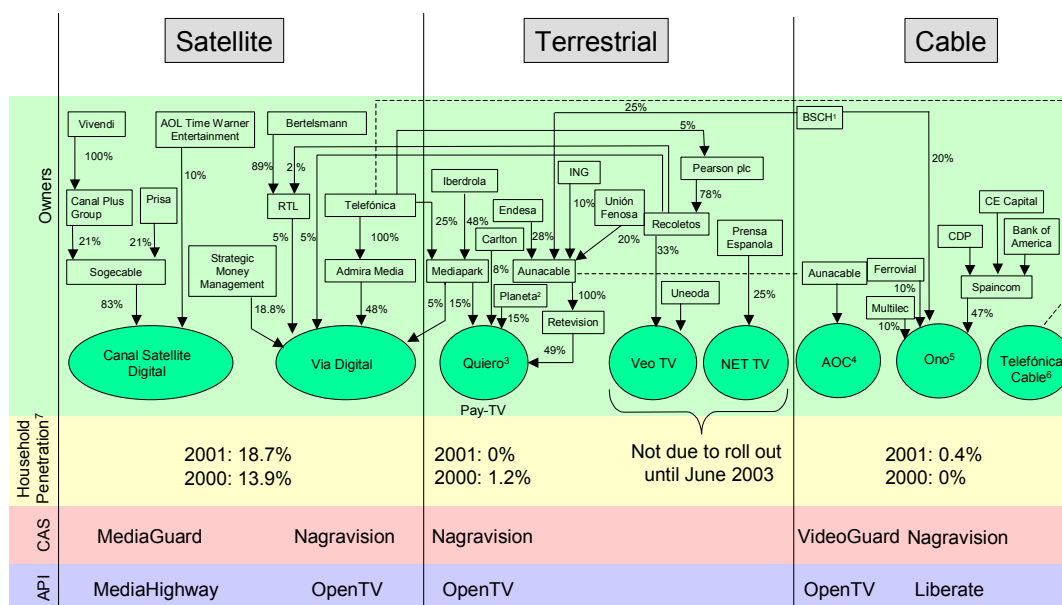 Satellite
Terrestrial
Cable
Owners
Vivendi
100%
Canal Plus
Group
21%
Prisa
21%
Sogecable
83%
AOL Time Warner
Entertainment
10%
Canal Satellite
Digital
Bertelsmann
89%
2%
RTL
5%
5%
Strategic
Money
Management
18.8%
Telefónica
100%
Admira Media
48%
Via Digital
25%
Iberdrola
48%
Mediapark
5%
15%
Carlton
8%
Planeta²
15%
Quiero³
Pay-TV
Endesa
28%
ING
10%
Unión
Fenosa
20%
Aunacable
100%
Retevision
49%
25%
5%
Pearson plc
78%
Recoletos
33%
Uneoda
Veo TV
Prensa
Espanola
25%
NET TV
BSCH¹
20%
Aunacable
AOC⁴
Ferrovial
10%
Multilec
10%
Ono⁵
CDP
CE Capital
Bank of
America
Spaincom
47%
Telefónica
Cable⁶
Household
Penetration⁷
2001: 18.7%
2000: 13.9%
2001: 0%
2000: 1.2%
Not due to roll out
until June 2003
2001: 0.4%
2000: 0%
CAS
MediaGuard
Nagravision
Nagravision
VideoGuard
Nagravision
API
MediaHighway
OpenTV
OpenTV
OpenTV
Liberate